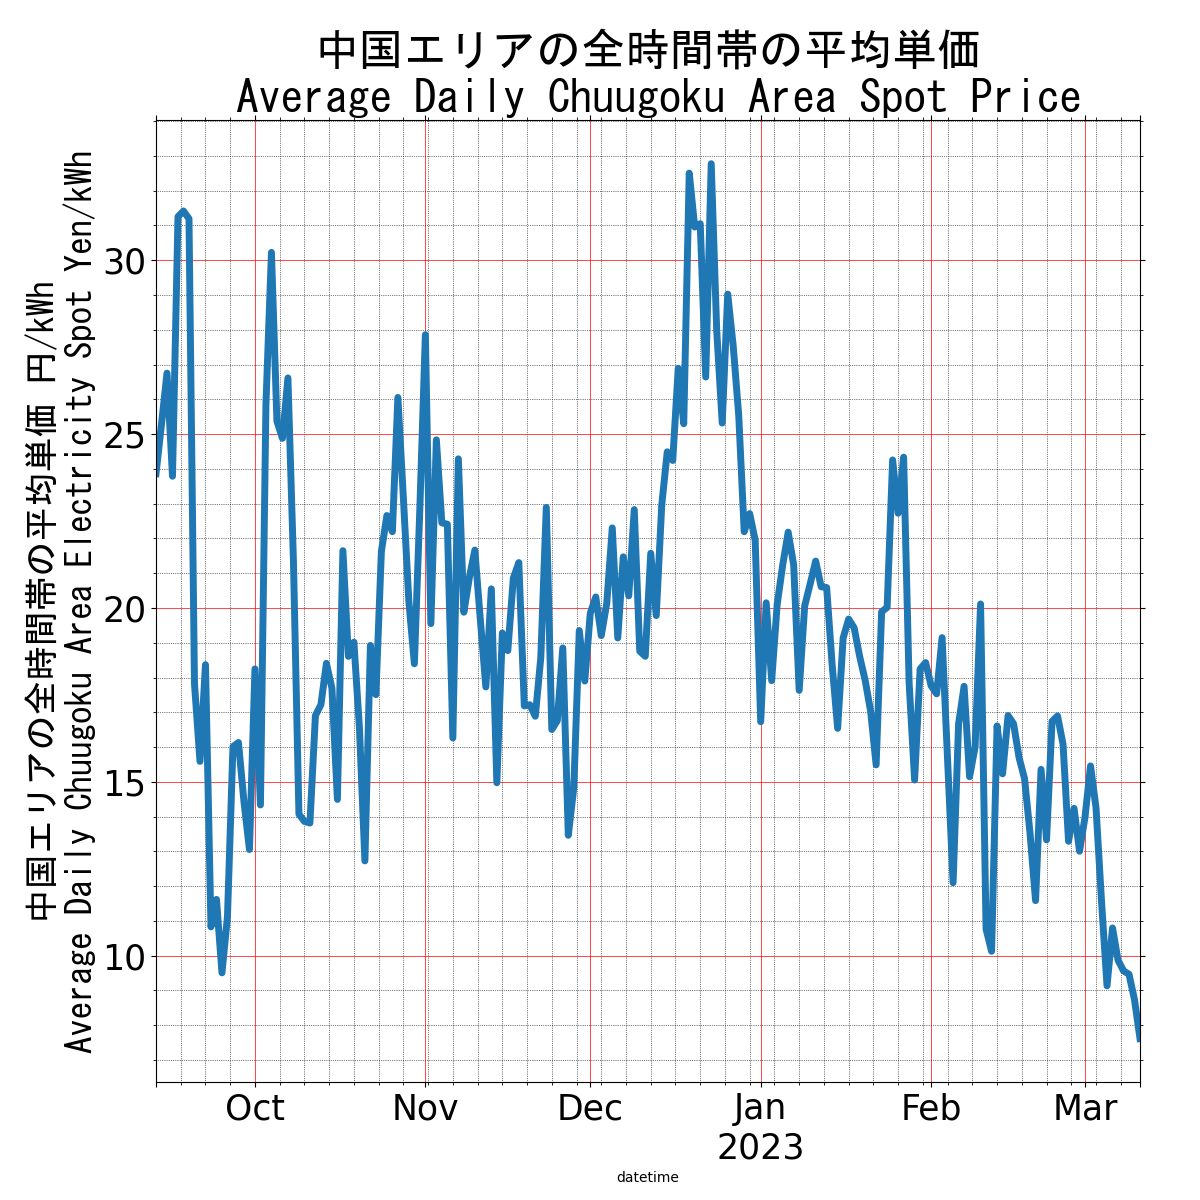 中国エリアの全時間帯の平均単価
Average Daily Chuugoku Area Spot Price
中国エリアの全時間帯の平均単価 円/kWh
Average Daily Chuugoku Area Electricity Spot Yen/kWh
30
25
20
15
10
Oct
Nov
Dec
Jan
2023
Feb
Mar
datetime